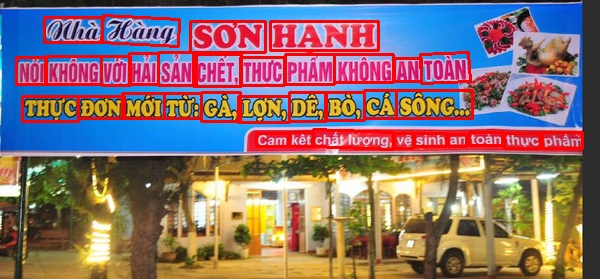 Nhà Hàng SƠN HẠNH
NÓI KHÔNG VỚI HẢI SẢN CHẾT, THỰC PHẨM KHÔNG AN TOÀN
THỰC ĐƠN MỚI TỪ: GÀ, LỢN, DÊ, BÒ, CÁ SÔNG...
Cam kết chất lượng, vệ sinh an toàn thực phẩm